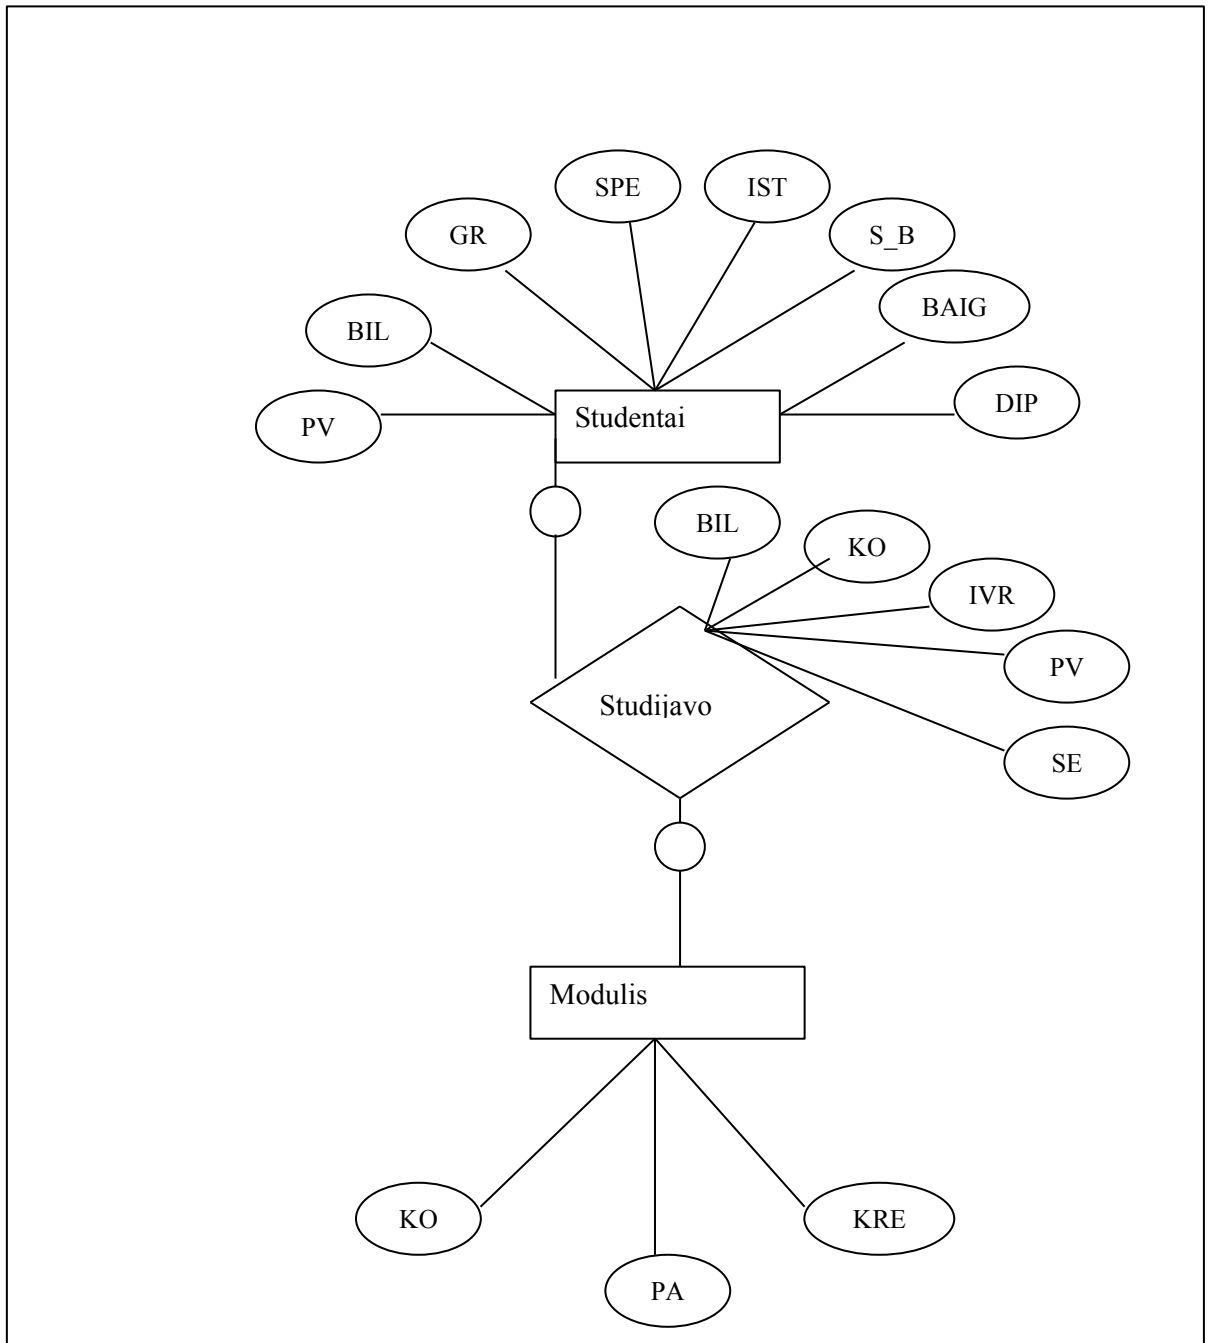 SPE
IST
GR
S_B
BAIG
BIL
DIP
PV
Studentai
BIL
KO
IVR
PV
Studijavo
SE
Modulis
KO
KRE
PA